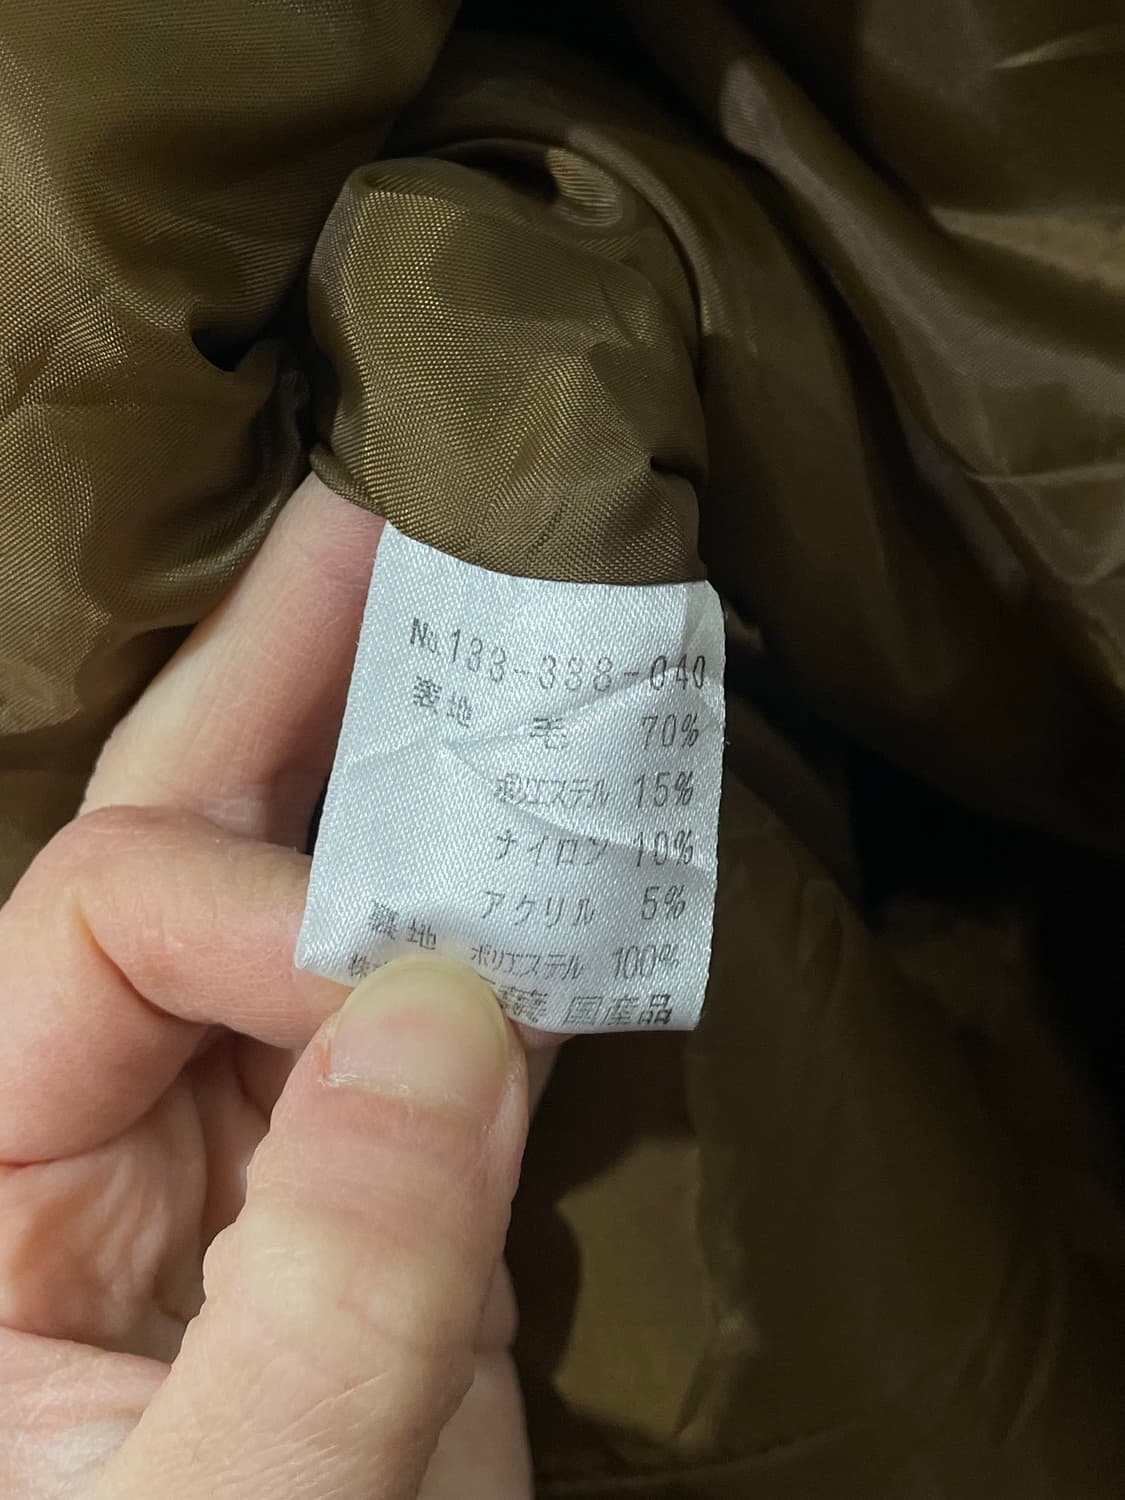 No.133-338-040
表地 毛 70%
ポリエステル 15%
ナイロン 10%
アクリル 5%
裏地 ポリエステル 100%
株 国産品